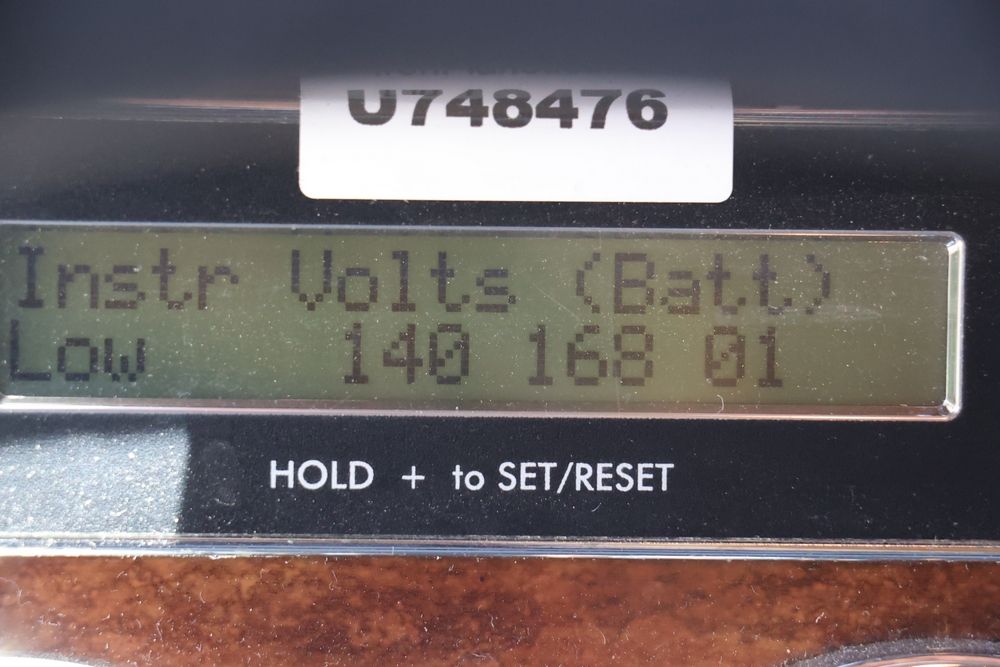 U748476
Instr Volts (Batt)
Low 140 168 01
HOLD + to SET/RESET